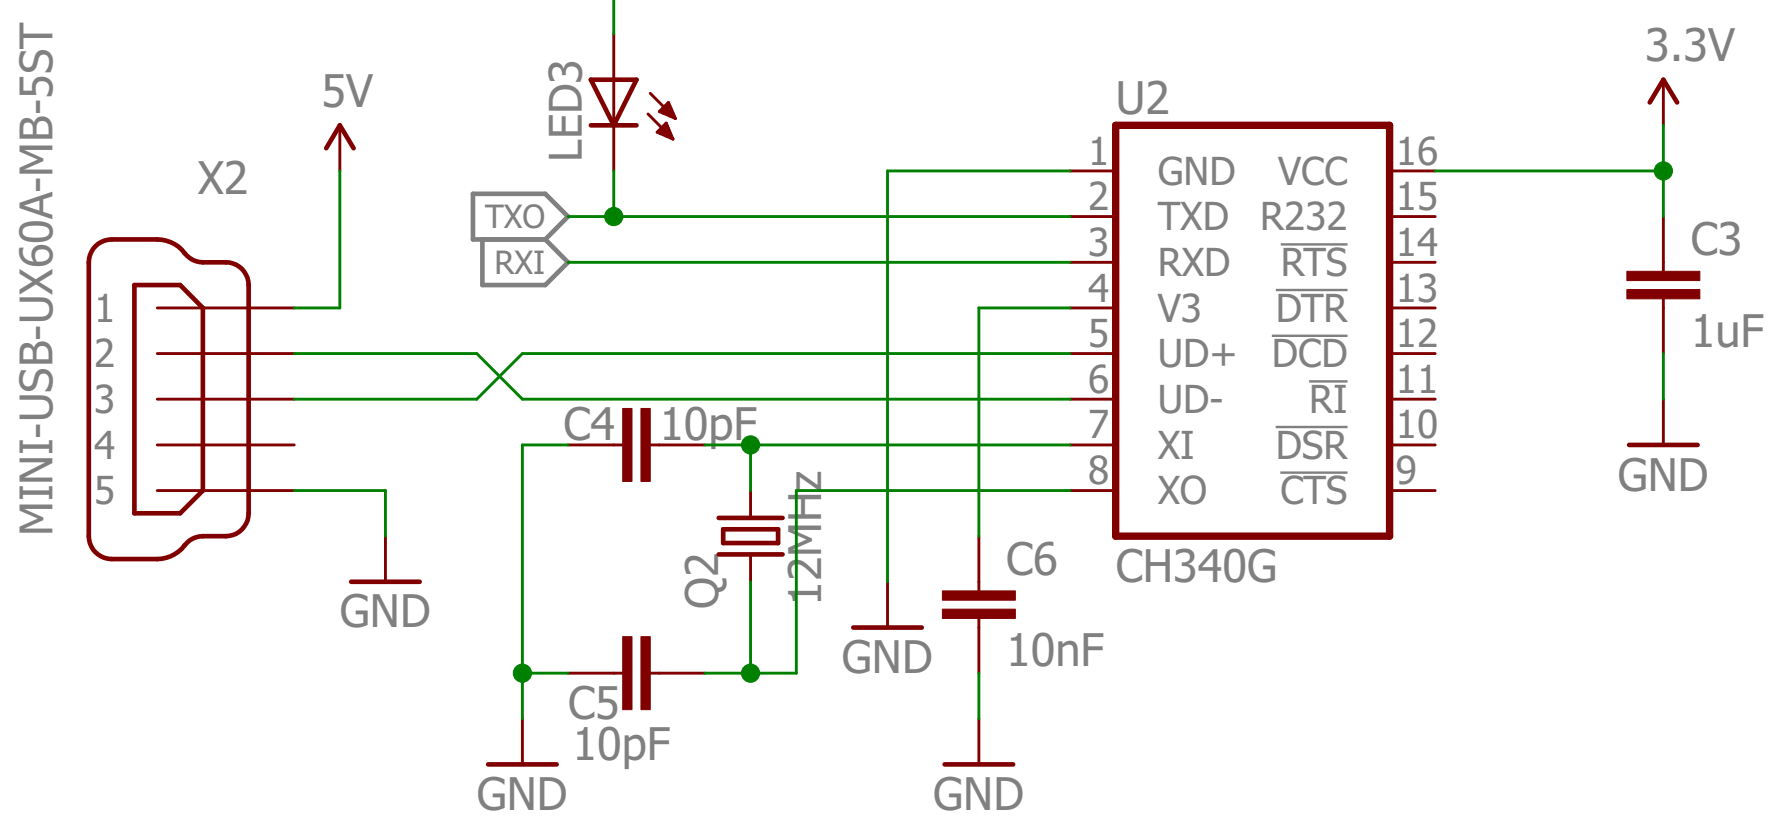 MINI-USB-UX60A-MB-5ST
X2
5V
1
2
3
4
5
GND
LED3
TXO
RXI
C4 10pF
Q2 12MHz
C5
10pF
GND
U2
1 GND VCC 16
2 TXD R232 15
3 RXD RTS 14
4 V3 DTR 13
5 UD+ DCD 12
6 UD- RI 11
7 XI DSR 10
8 XO CTS 9
CH340G
GND
C6
10nF
GND
3.3V
C3
1uF
GND